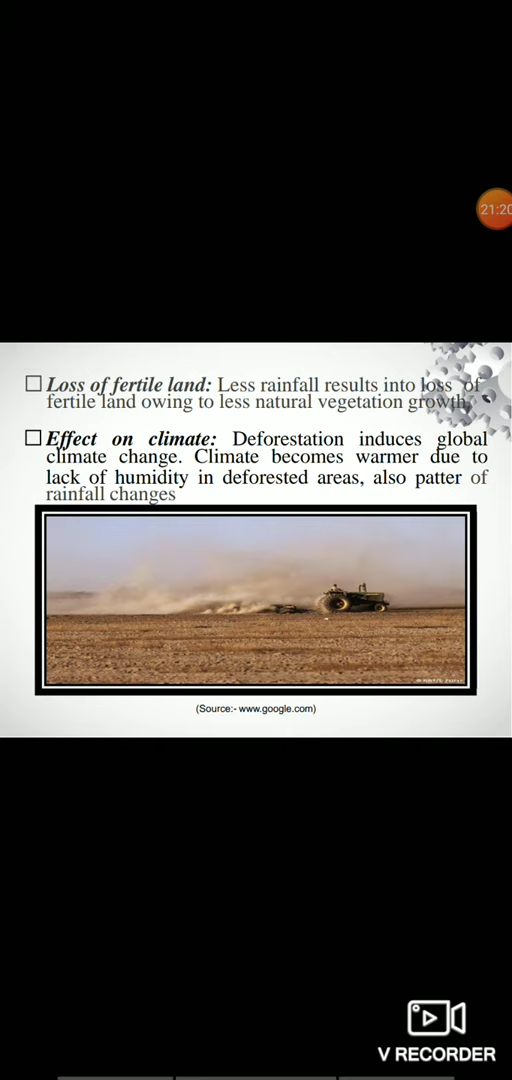 21:20
Loss of fertile land: Less rainfall results into loss of
fertile land owing to less natural vegetation growth
Effect on climate: Deforestation induces global
climate change. Climate becomes warmer due to
lack of humidity in deforested areas, also patter of
rainfall changes
(Source:- www.google.com)
V RECORDER